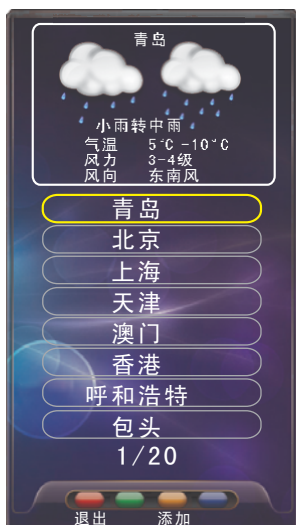 青岛
小雨转中雨
气温 5℃-10℃
风力 3-4级
风向 东南风
青岛
北京
上海
天津
澳门
香港
呼和浩特
包头
1/20
退出 添加